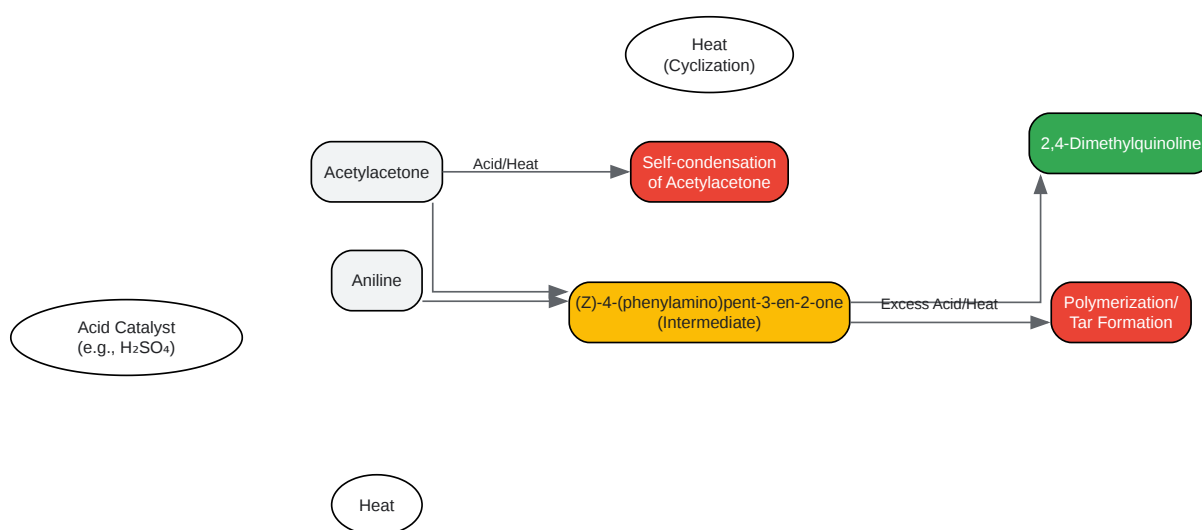 Heat
(Cyclization)
2,4-Dimethylquinoline
Acetylacetone
Acid/Heat
Self-condensation
of Acetylacetone
Aniline
(Z)-4-(phenylamino)pent-3-en-2-one
(Intermediate)
Excess Acid/Heat
Polymerization/
Tar Formation
Acid Catalyst
(e.g., H₂SO₄)
Heat